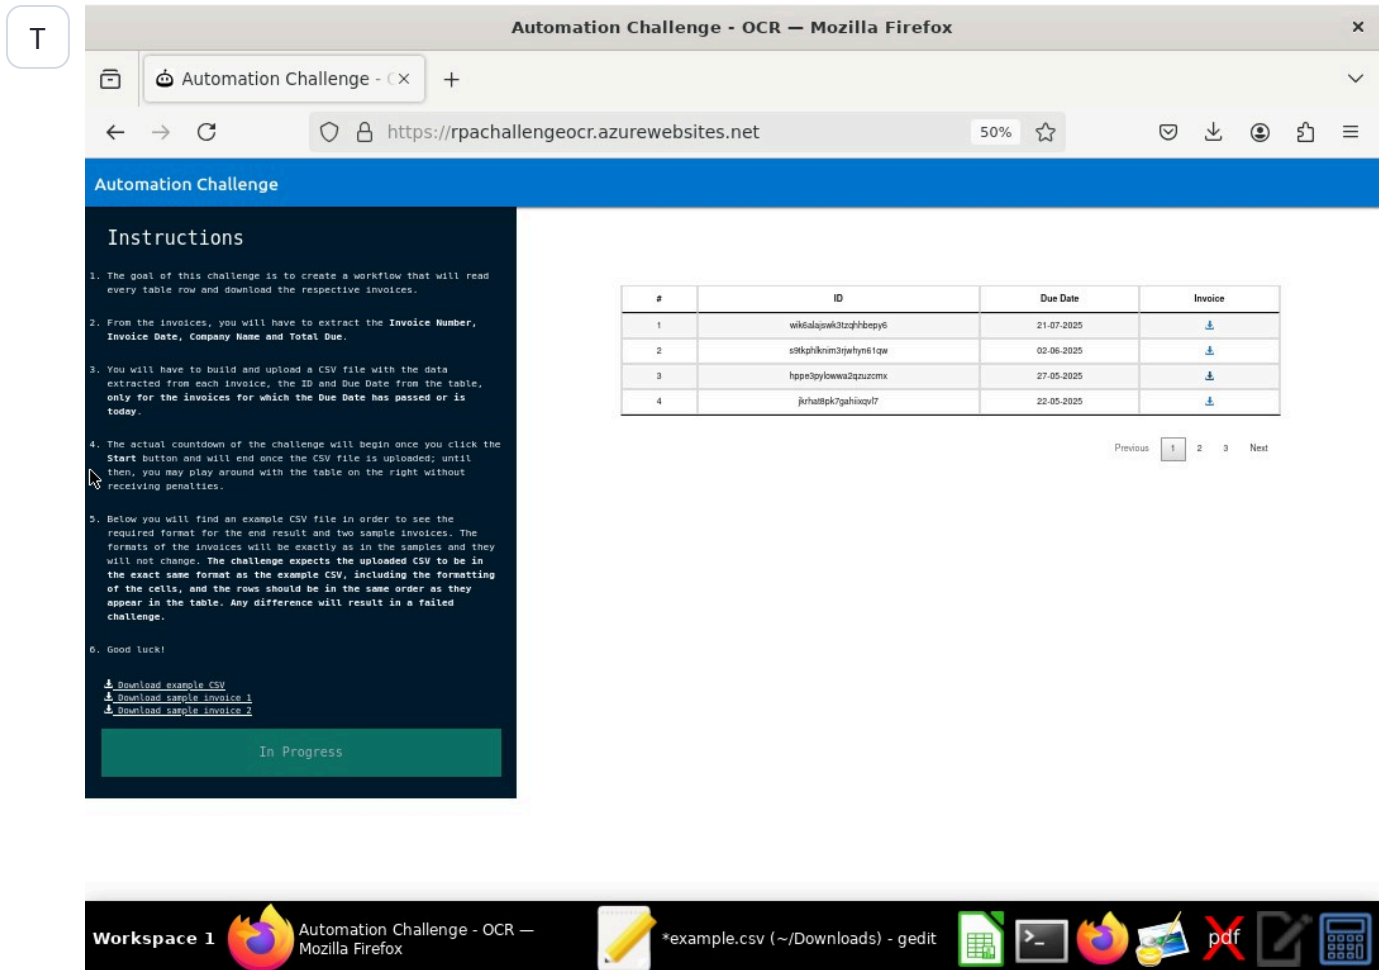 T
Automation Challenge - OCR — Mozilla Firefox
Automation Challenge - 
https://rpachallengeocr.azurewebsites.net
50%
Automation Challenge
Instructions
1. The goal of this challenge is to create a workflow that will read
every table row and download the respective invoices.
2. From the invoices, you will have to extract the Invoice Number,
Invoice Date, Company Name and Total Due.
3. You will have to build and upload a CSV file with the data
extracted from each invoice, the ID and Due Date from the table,
only for the invoices for which the Due Date has passed or is
today.
4. The actual countdown of the challenge will begin once you click the
Start button and will end once the CSV file is uploaded; until
then, you may play around with the table on the right without
receiving penalties.
5. Below you will find an example CSV file in order to see the
required format for the end result and two sample invoices. The
formats of the invoices will be exactly as in the samples and they
will not change. The challenge expects the uploaded CSV to be in
the exact same format as the example CSV, including the formatting
of the cells, and the rows should be in the same order as they
appear in the table. Any difference will result in a failed
challenge.
6. Good luck!
Download example CSV
Download sample invoice 1
Download sample invoice 2
In Progress
# ID Due Date Invoice
1 wik6alajswk3tzqhhbepy6 21-07-2025
2 s9tkphlknim3rjwhyn61qw 02-06-2025
3 hppe3pylowwa2qzuzcmx 27-05-2025
4 jkrhat8pk7gahiixqvl7 22-05-2025
Previous 1 2 3 Next
Workspace 1
Automation Challenge - OCR —
Mozilla Firefox
*example.csv (~/Downloads) - gedit
pdf